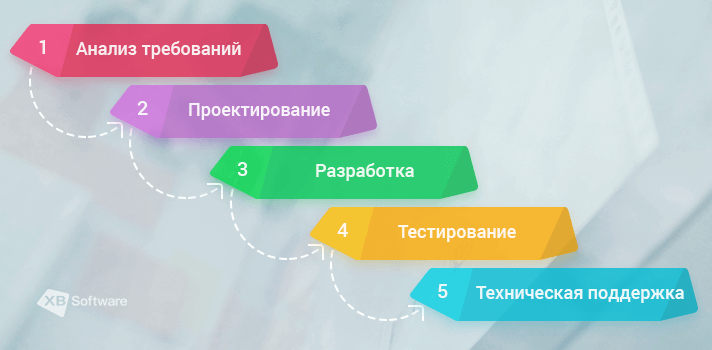 1 Анализ требований
2 Проектирование
3 Разработка
4 Тестирование
5 Техническая поддержка
XB Software